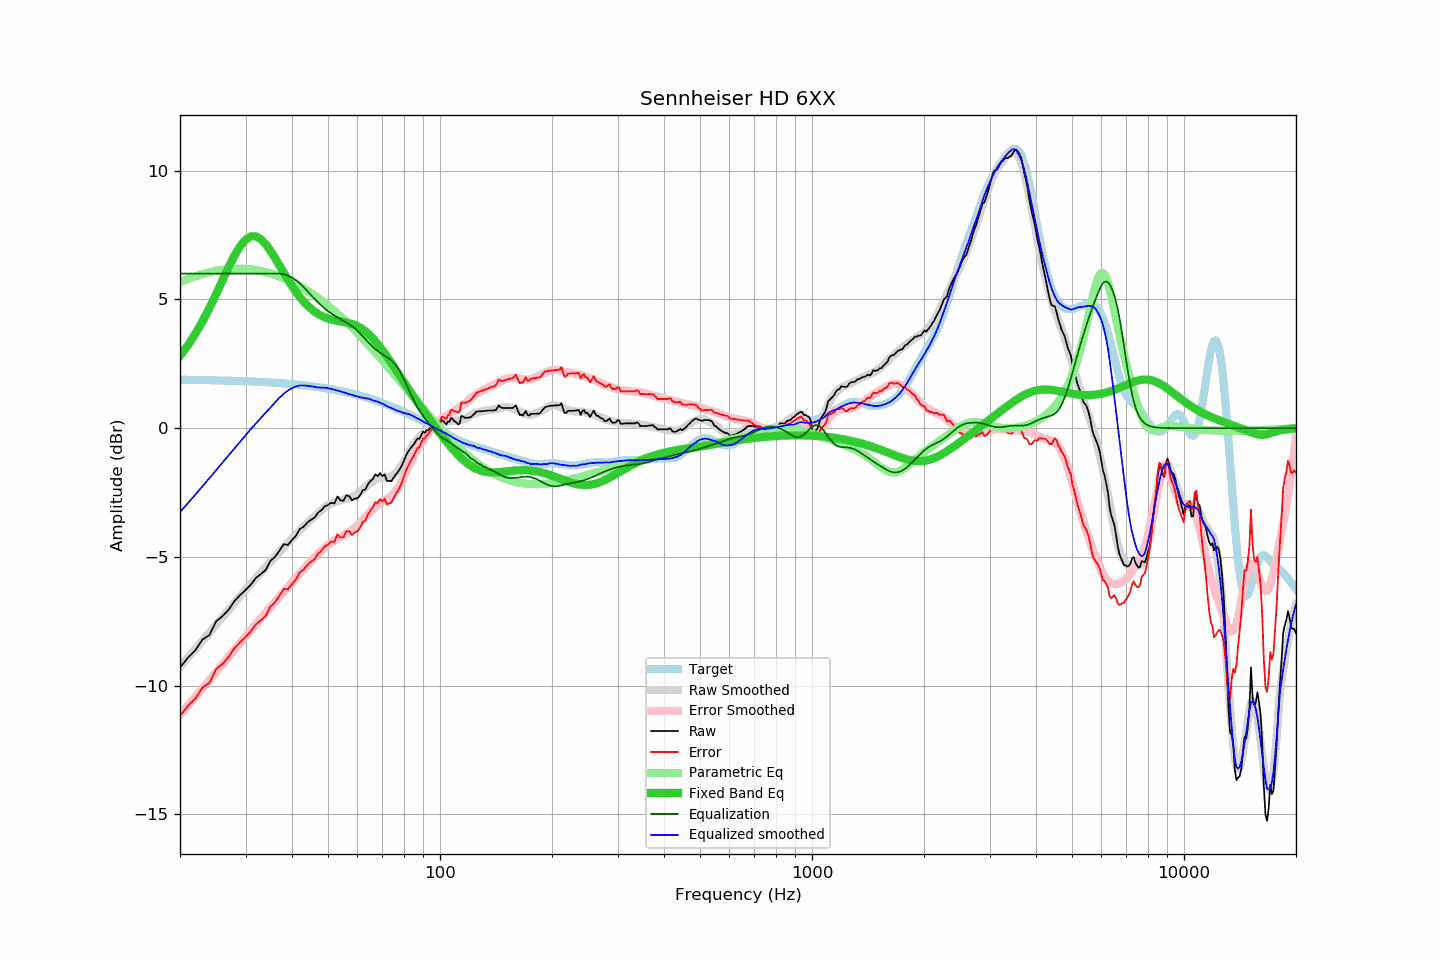 Sennheiser HD 6XX
Amplitude (dBr)
10
5
0
−5
−10
−15
Target
Raw Smoothed
Error Smoothed
Raw
Error
Parametric Eq
Fixed Band Eq
Equalization
Equalized smoothed
100
1000
10000
Frequency (Hz)